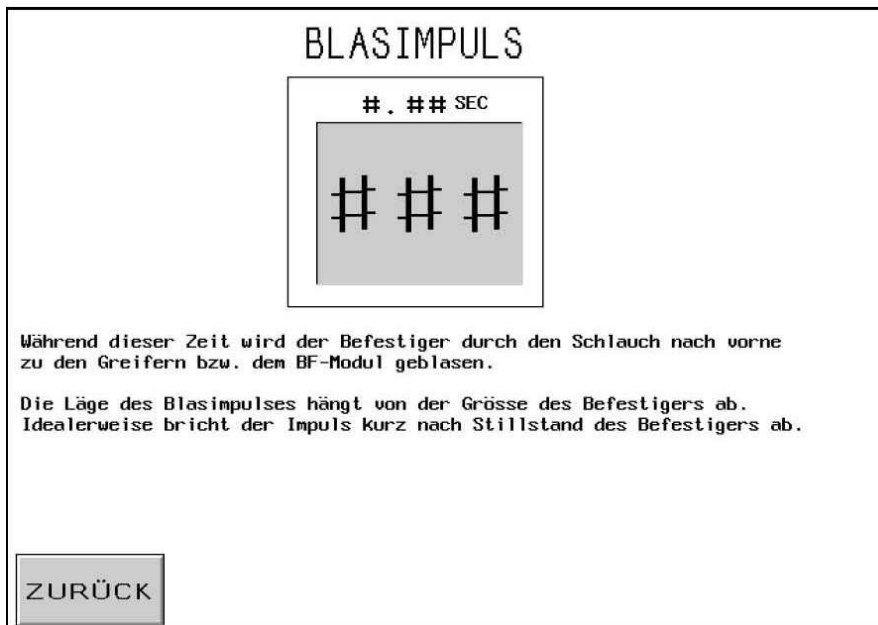 BLASIMPULS
#.## SEC
###
Während dieser Zeit wird der Befestiger durch den Schlauch nach vorne
zu den Greifern bzw. dem BF-Modul geblasen.
Die Läge des Blasimpulses hängt von der Grösse des Befestigers ab.
Idealerweise bricht der Impuls kurz nach Stillstand des Befestigers ab.
ZURÜCK